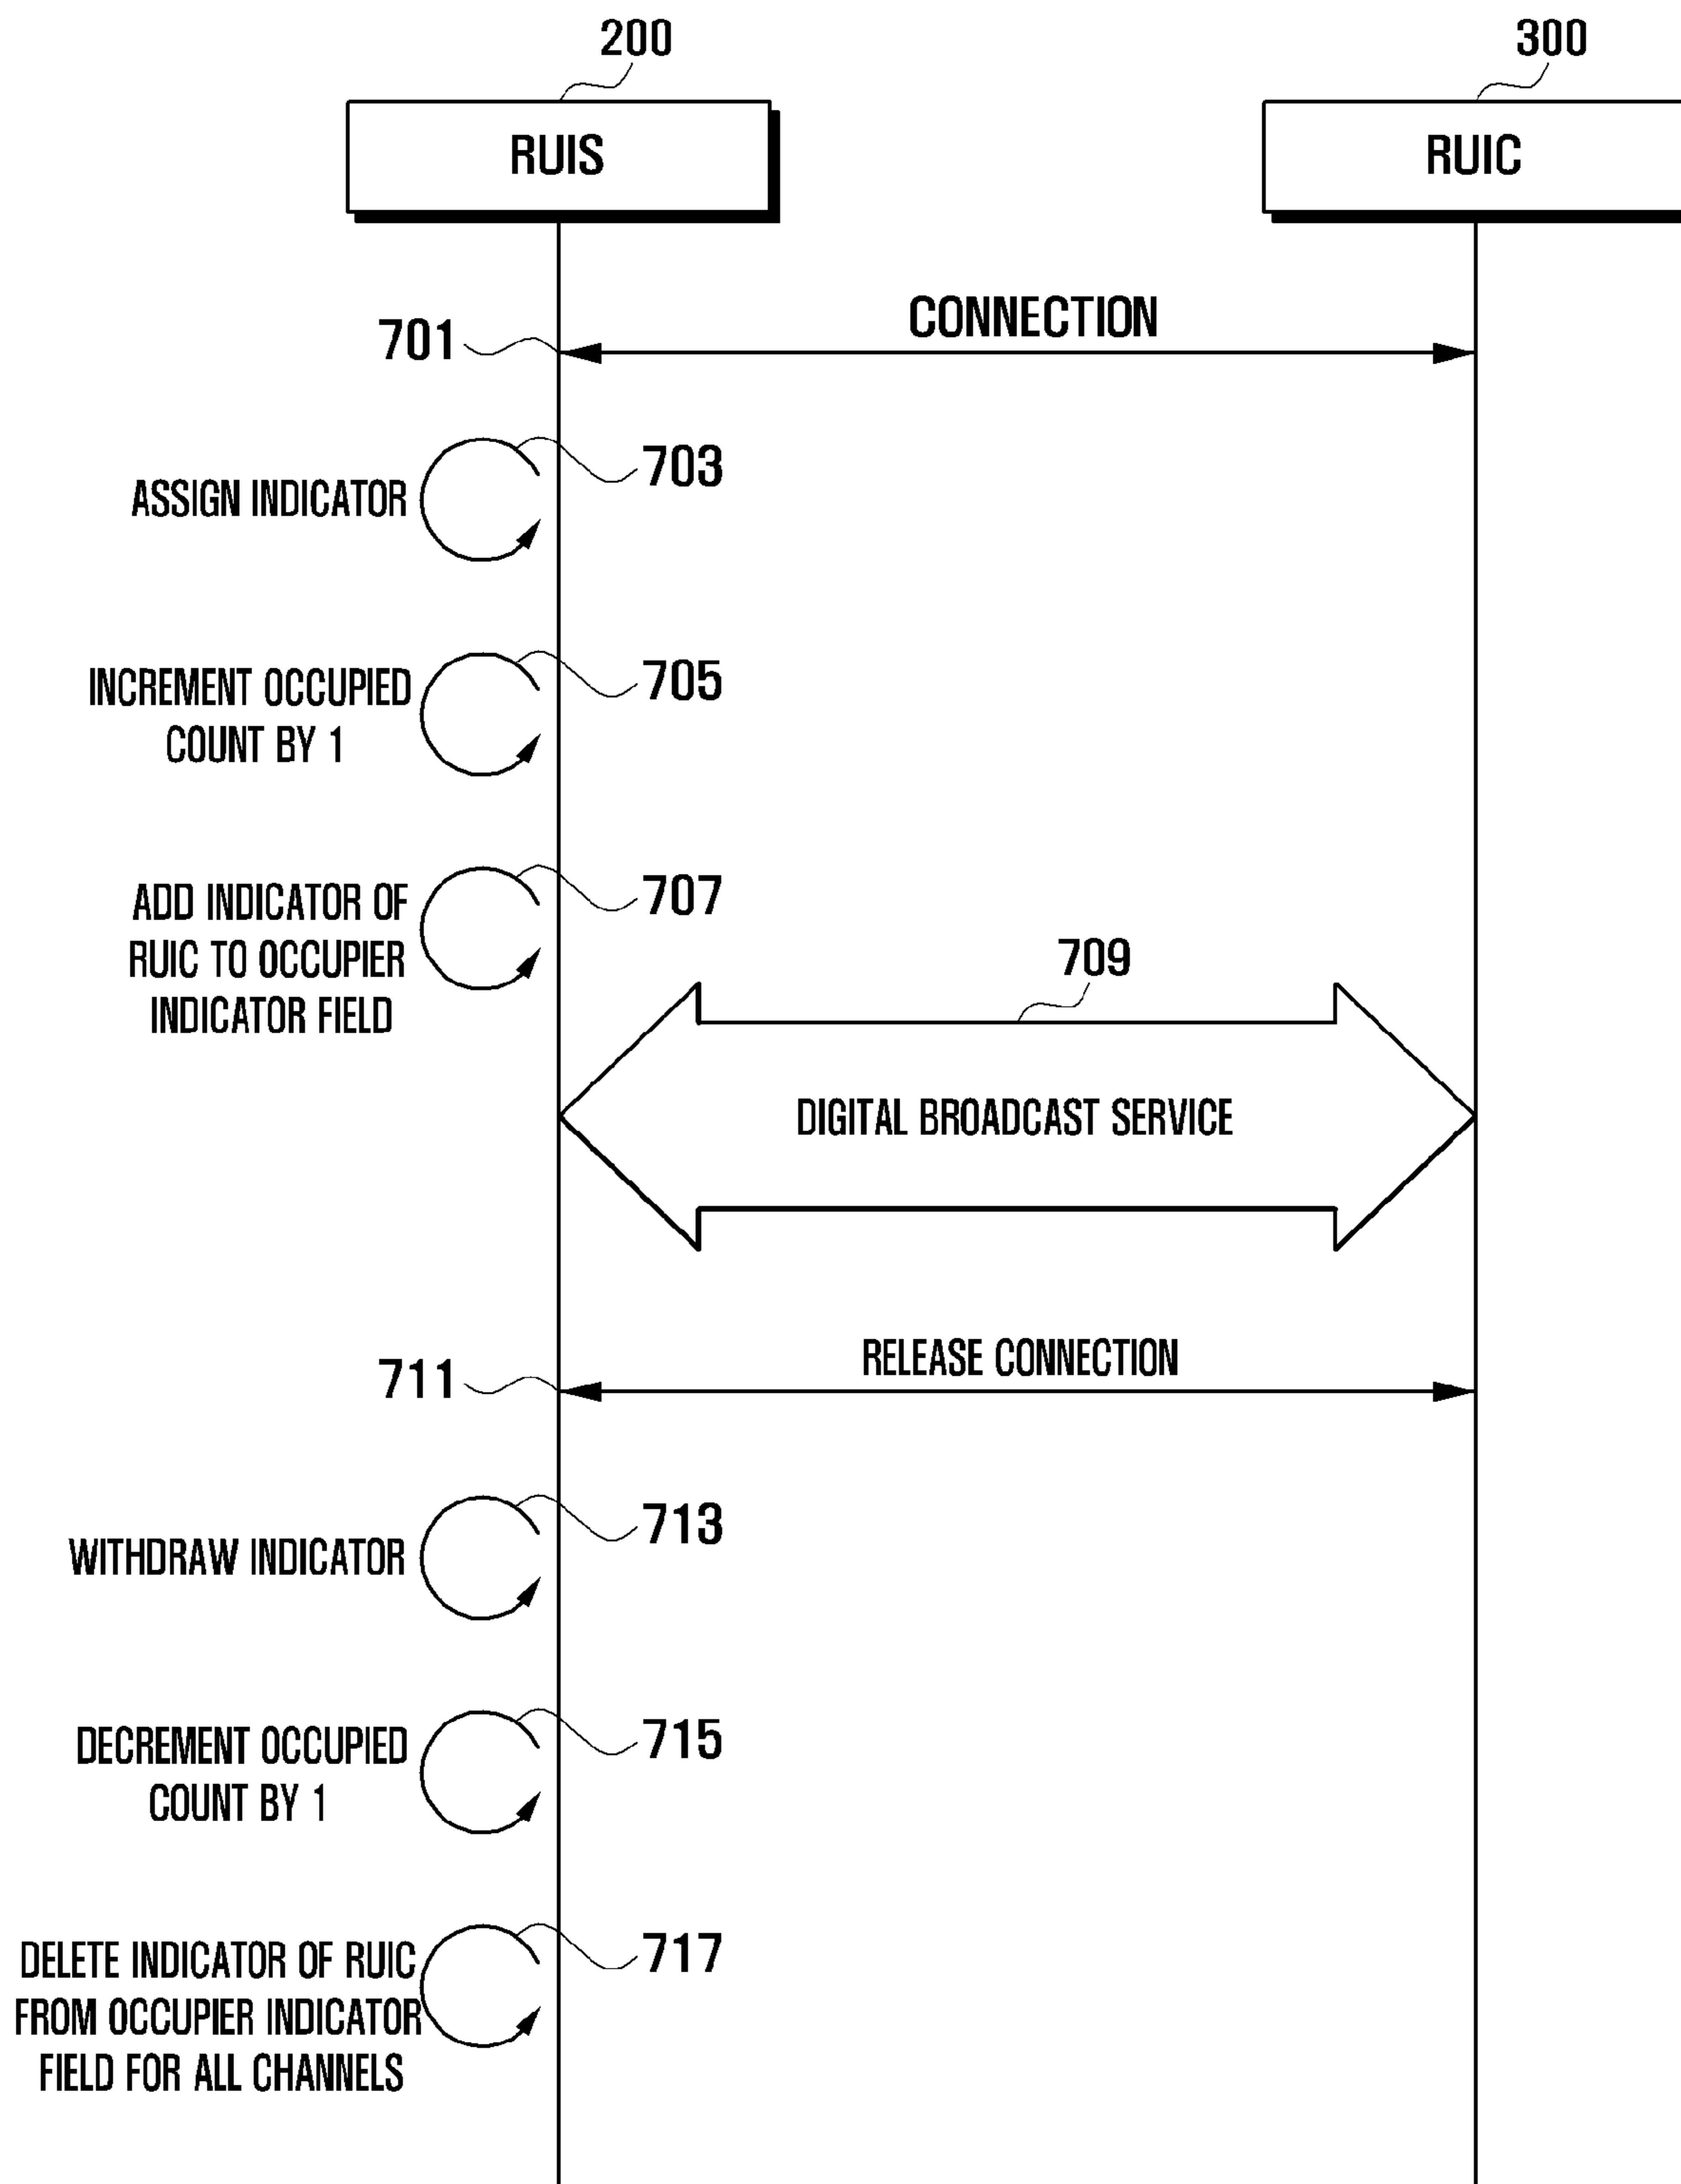 200
300
RUIS
RUIC
CONNECTION
701
703
ASSIGN INDICATOR
705
INCREMENT OCCUPIED
COUNT BY 1
707
ADD INDICATOR OF
RUIC TO OCCUPIER
INDICATOR FIELD
709
DIGITAL BROADCAST SERVICE
RELEASE CONNECTION
711
713
WITHDRAW INDICATOR
715
DECREMENT OCCUPIED
COUNT BY 1
717
DELETE INDICATOR OF RUIC
FROM OCCUPIER INDICATOR
FIELD FOR ALL CHANNELS